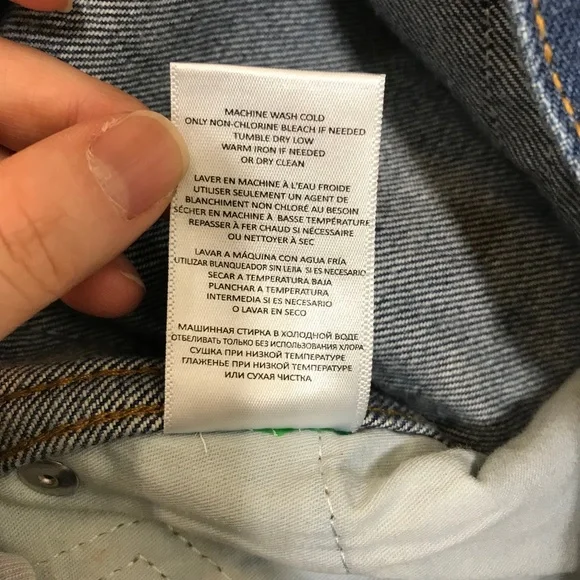 MACHINE WASH COLD
ONLY NON-CHLORINE BLEACH IF NEEDED
TUMBLE DRY LOW
WARM IRON IF NEEDED
OR DRY CLEAN
LAVER EN MACHINE À L'EAU FROIDE
UTILISER SEULEMENT UN AGENT DE
BLANCHIMENT NON CHLORÉ AU BESOIN
SÉCHER EN MACHINE À BASSE TEMPÉRATURE
REPASSER À FER CHAUD SI NÉCESSAIRE
OU NETTOYER À SEC
LAVAR A MÁQUINA CON AGUA FRÍA
UTILIZAR BLANQUEADOR SIN LEJIA SI ES NECESARIO
SECAR A TEMPERATURA BAJA
PLANCHAR A TEMPERATURA
INTERMEDIA SI ES NECESARIO
O LAVAR EN SECO
МАШИННАЯ СТИРКА В ХОЛОДНОЙ ВОДЕ
ОТБЕЛИВАТЬ ТОЛЬКО БЕЗ ИСПОЛЬЗОВАНИЯ ХЛОРА
СУШКА ПРИ НИЗКОЙ ТЕМПЕРАТУРЕ
ГЛАЖЕНЬЕ ПРИ НИЗКОЙ ТЕМПЕРАТУРЕ
ИЛИ СУХАЯ ЧИСТКА